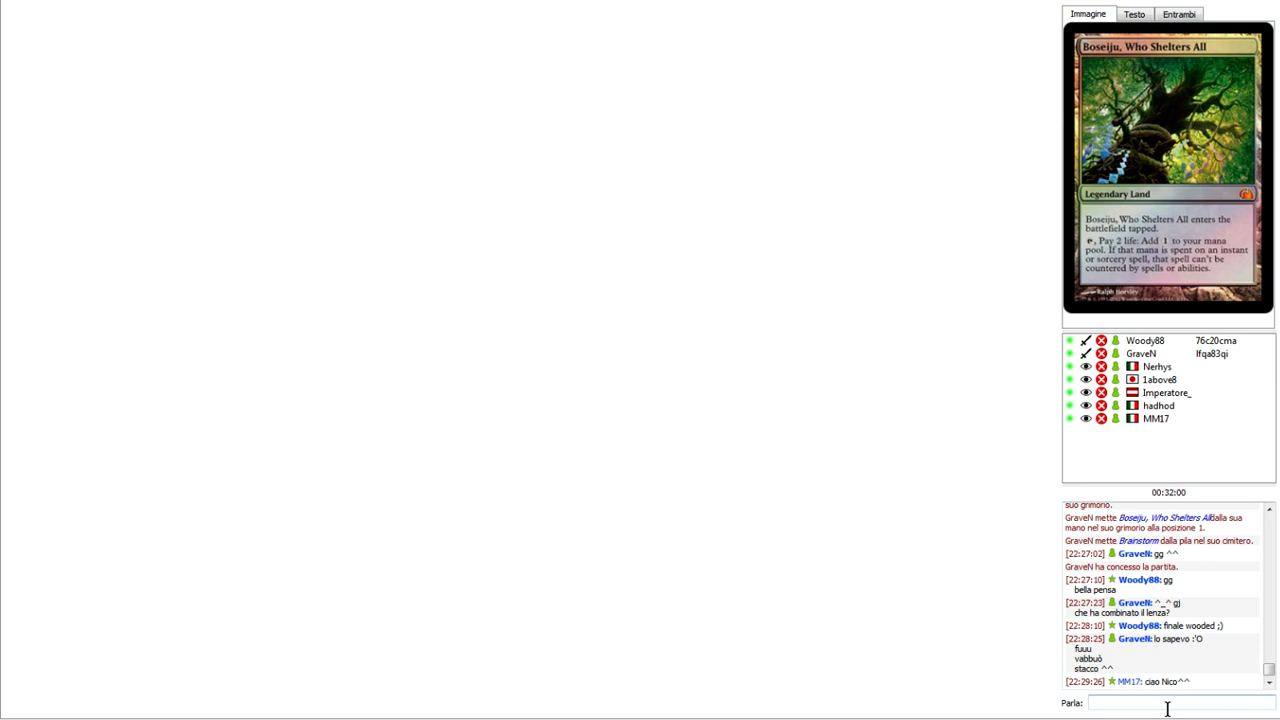 Immagine Testo Entrambi
Boseiju, Who Shelters All
Legendary Land
Boseiju, Who Shelters All enters the
battlefield tapped.
, Pay 2 life: Add 1 to your mana
pool. If that mana is spent on an instant
or sorcery spell, that spell can't be
countered by spells or abilities.
Woody88 76c20cma
GraveN lfqa83qi
Nerhys
1above8
Imperatore_
hadhod
MM17
00:32:00
suo grimorio.
GraveN mette Boseiju, Who Shelters All dalla sua
mano nel suo grimorio alla posizione 1.
GraveN mette Brainstorm dalla pila nel suo cimitero.
[22:27:02] GraveN: gg ^^
GraveN ha concesso la partita.
[22:27:10] Woody88: gg
bella pensa
[22:27:23] GraveN: ^_^ gj
che ha combinato il lenza?
[22:28:10] Woody88: finale wooded ;)
[22:28:25] GraveN: lo sapevo :'O
fuuu
vabbuò
stacco ^^
[22:29:26] MM17: ciao Nico^^
Parla: